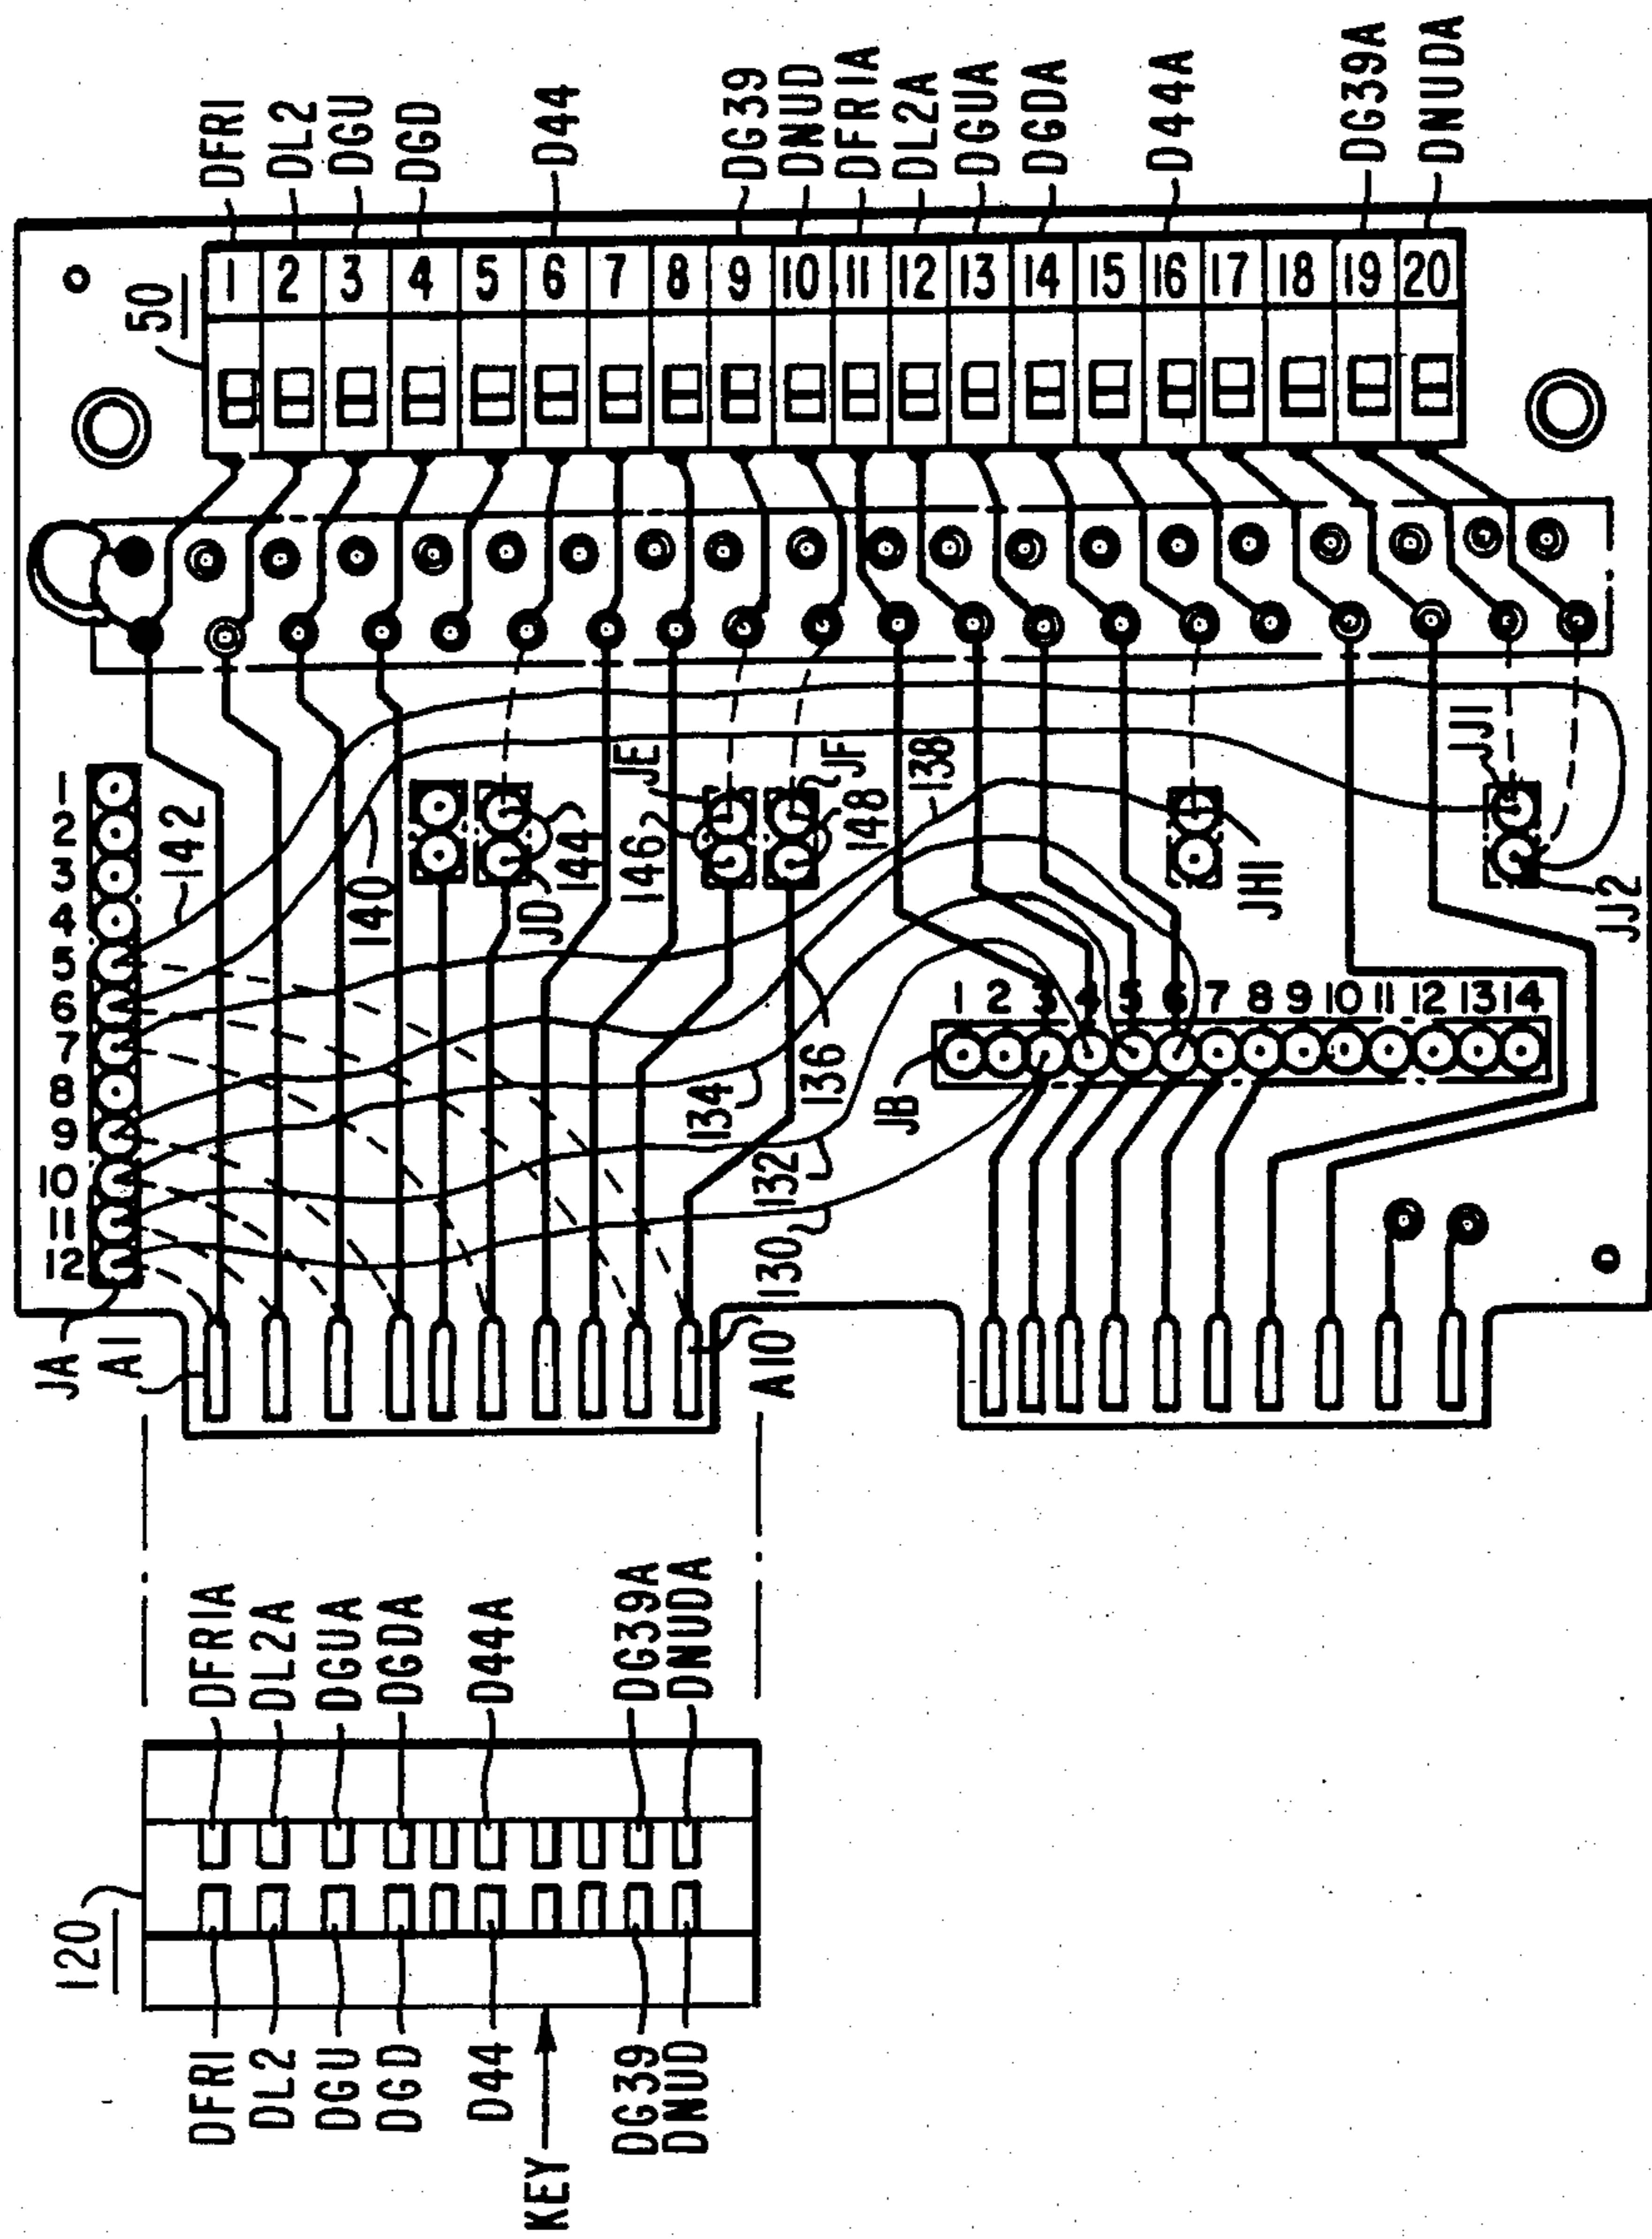 DFRI
DL2
DGU
DGD
D44
DG39
DNUD
DFRIA
DL2A
DGUA
DGDA
D44A
DG39A
DNUDA
50
1 2 3 4 5 6 7 8 9 10 11 12 13 14 15 16 17 18 19 20
1 2 3 4 5 6 7 8 9 10 11 12
142
140
JD
144
146
JE
JF
148
138
JH1
JJ1
JJ2
134
136
132
130
JB
1 2 3 4 5 6 7 8 9 10 11 12 13 14
JA
A1
A10
DFRIA
DL2A
DGUA
DGDA
D44A
DG39A
DNUDA
120
DFRI
DL2
DGU
DGD
D44
DG39
DNUD
KEY